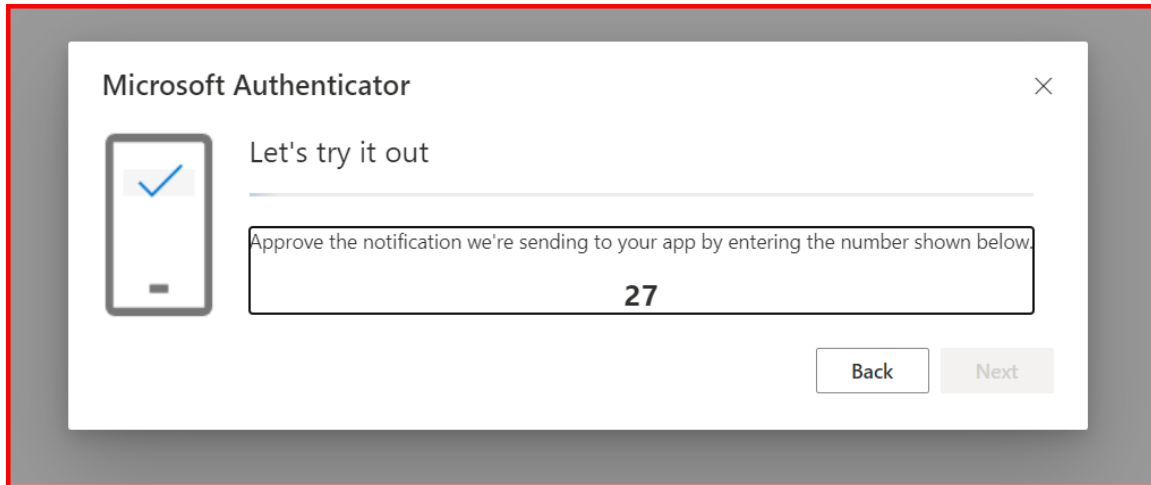 Microsoft Authenticator
Let's try it out
Approve the notification we're sending to your app by entering the number shown below.
27
Back
Next